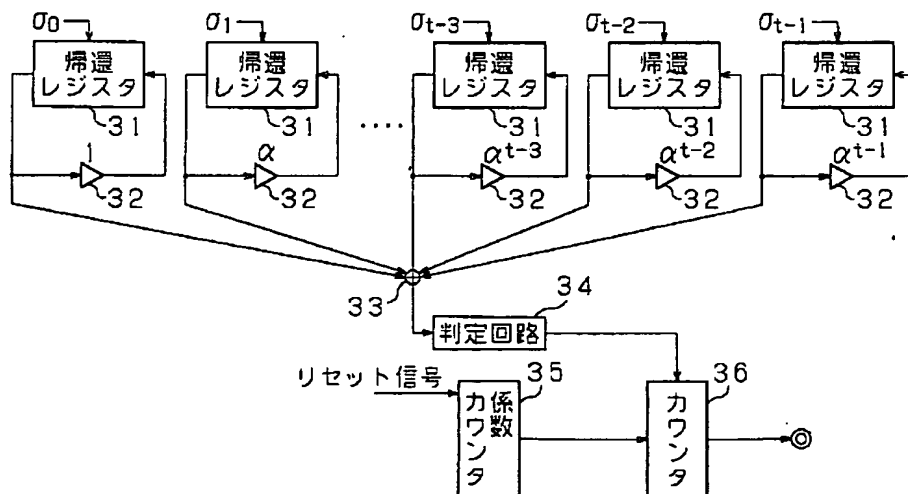 σ0 σ1 σt-3 σt-2 σt-1
帰還レジスタ 帰還レジスタ 帰還レジスタ 帰還レジスタ 帰還レジスタ
31 31 31 31 31
1 α ···· αt-3 αt-2 αt-1
32 32 32 32 32
33
34
判定回路
リセット信号
35
係数カウンタ
36
カウンタ